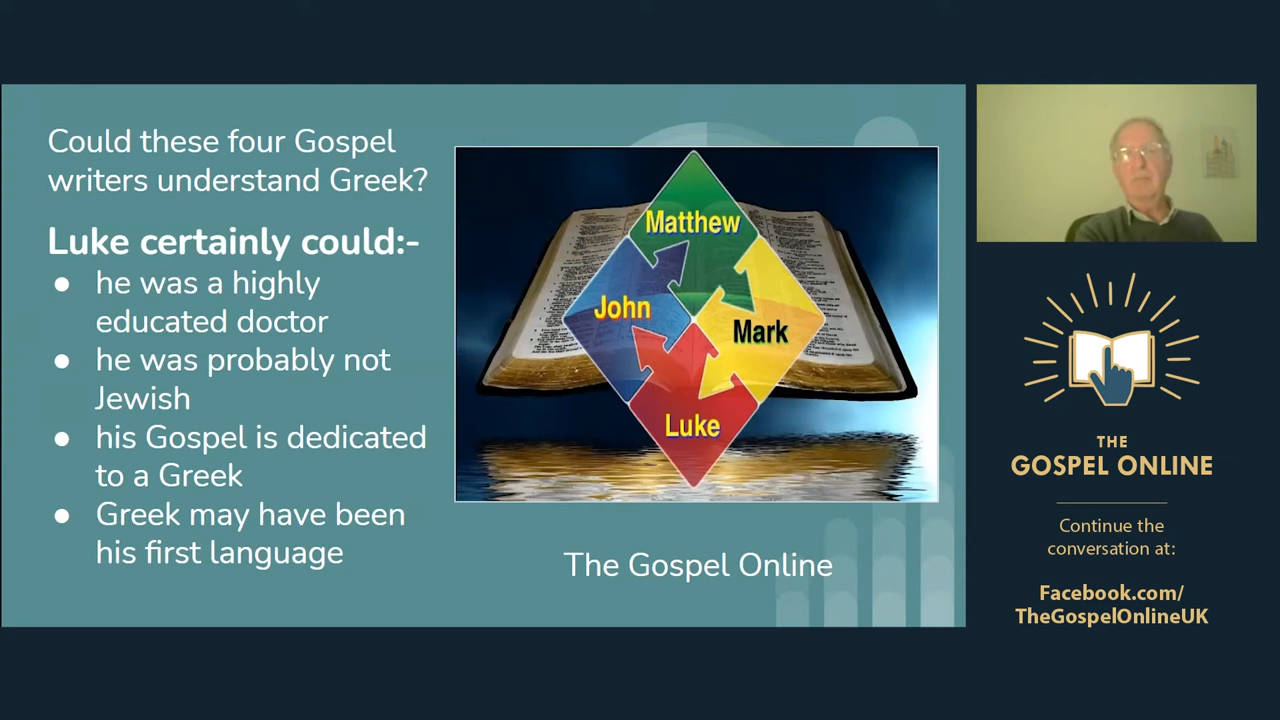 Could these four Gospel
writers understand Greek?
Luke certainly could:-
● he was a highly
educated doctor
● he was probably not
Jewish
● his Gospel is dedicated
to a Greek
● Greek may have been
his first language
Matthew
John
Mark
Luke
The Gospel Online
THE
GOSPEL ONLINE
Continue the
conversation at:
Facebook.com/
TheGospelOnlineUK